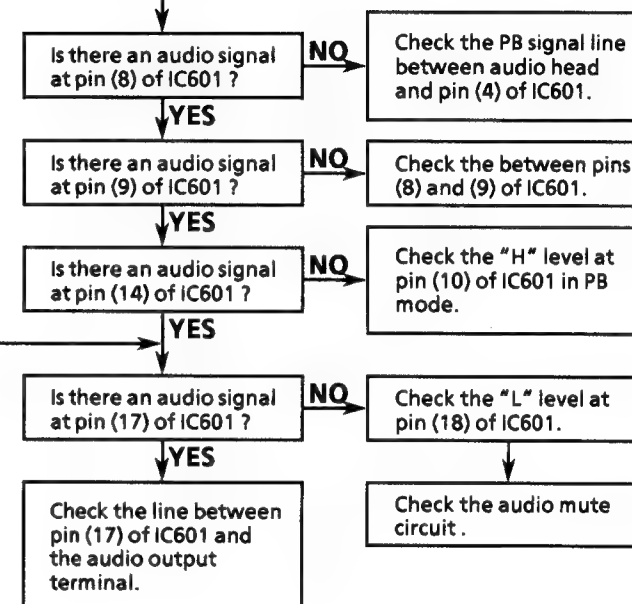 Is there an audio signal
at pin (8) of IC601 ?
NO
Check the PB signal line
between audio head
and pin (4) of IC601.
YES
Is there an audio signal
at pin (9) of IC601 ?
NO
Check the between pins
(8) and (9) of IC601.
YES
Is there an audio signal
at pin (14) of IC601 ?
NO
Check the "H" level at
pin (10) of IC601 in PB
mode.
YES
Is there an audio signal
at pin (17) of IC601 ?
NO
Check the "L" level at
pin (18) of IC601.
YES
Check the line between
pin (17) of IC601 and
the audio output
terminal.
Check the audio mute
circuit .